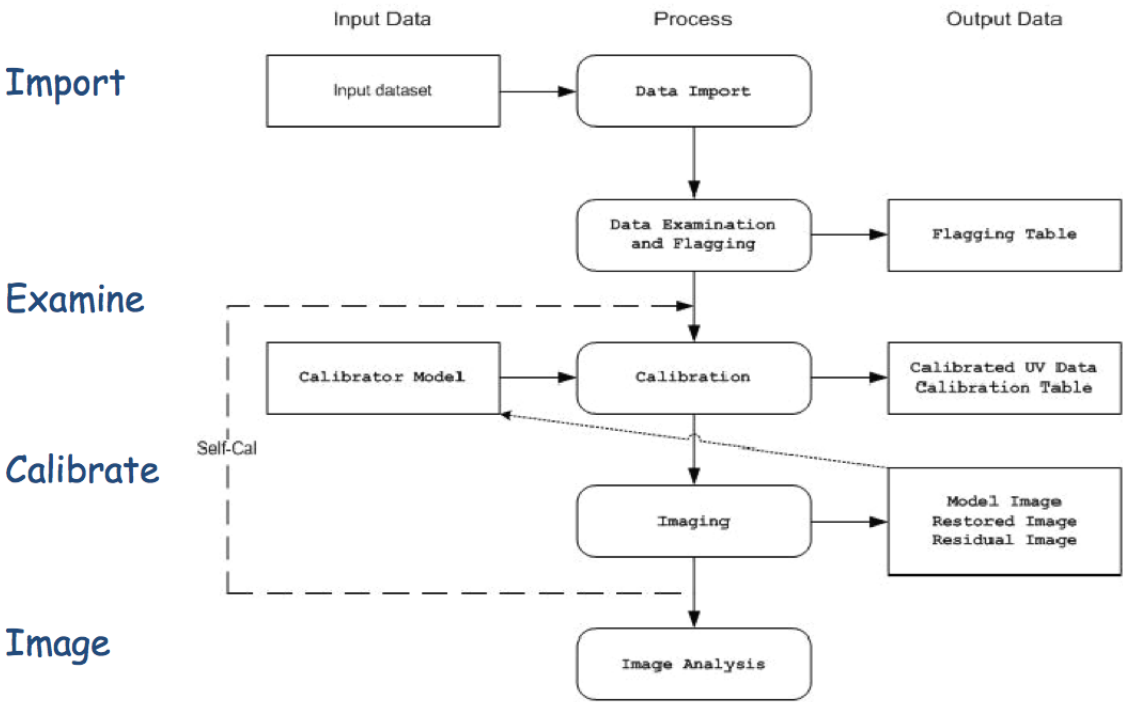 Input Data
Process
Output Data
Import
Input dataset
Data Import
Data Examination
and Flagging
Flagging Table
Examine
Calibrator Model
Calibration
Calibrated UV Data
Calibration Table
Self-Cal
Calibrate
Imaging
Model Image
Restored Image
Residual Image
Image
Image Analysis